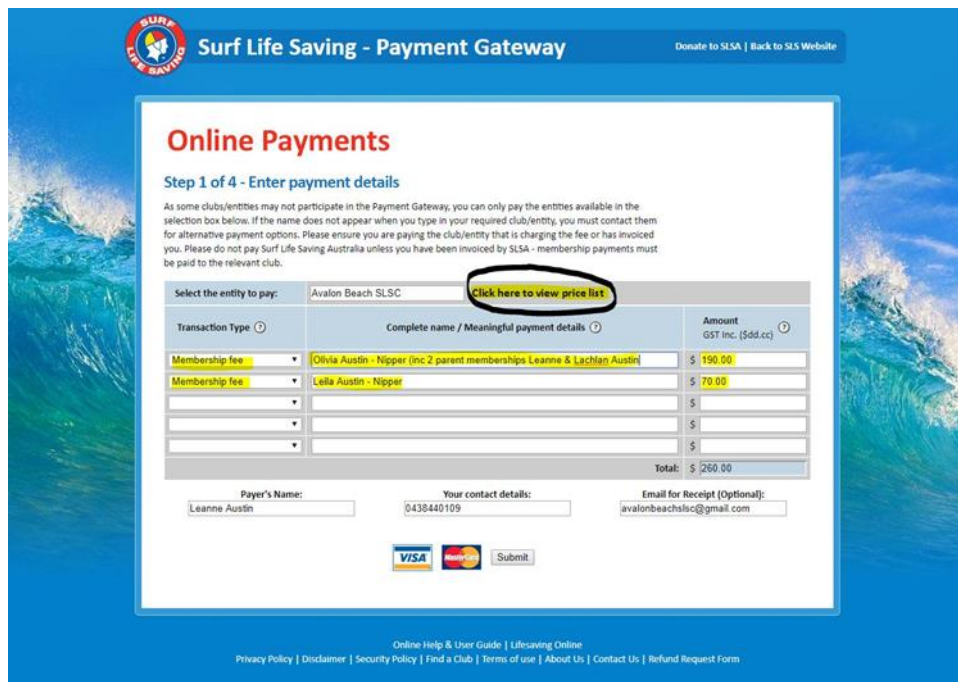 SURF
LIFE SAVING
Surf Life Saving - Payment Gateway
Donate to SLSA | Back to SLS Website
Online Payments
Step 1 of 4 - Enter payment details
As some clubs/entities may not participate in the Payment Gateway, you can only pay the entities available in the
selection box below. If the name does not appear when you type in your required club/entity, you must contact them
for alternative payment options. Please ensure you are paying the club/entity that is charging the fee or has invoiced
you. Please do not pay Surf Life Saving Australia unless you have been invoiced by SLSA - membership payments must
be paid to the relevant club.
Select the entity to pay: Avalon Beach SLSC Click here to view price list
Transaction Type ? Complete name / Meaningful payment details ? Amount ?
GST Inc. ($dd.cc)
Membership fee Olivia Austin - Nipper (inc 2 parent memberships Leanne & Lachlan Austin $ 190.00
Membership fee Leila Austin - Nipper $ 70.00
$
$
$
Total: $ 260.00
Payer's Name: Your contact details: Email for Receipt (Optional):
Leanne Austin 0438440109 avalonbeachslsc@gmail.com
VISA MasterCard Submit
Online Help & User Guide | Lifesaving Online
Privacy Policy | Disclaimer | Security Policy | Find a Club | Terms of use | About Us | Contact Us | Refund Request Form